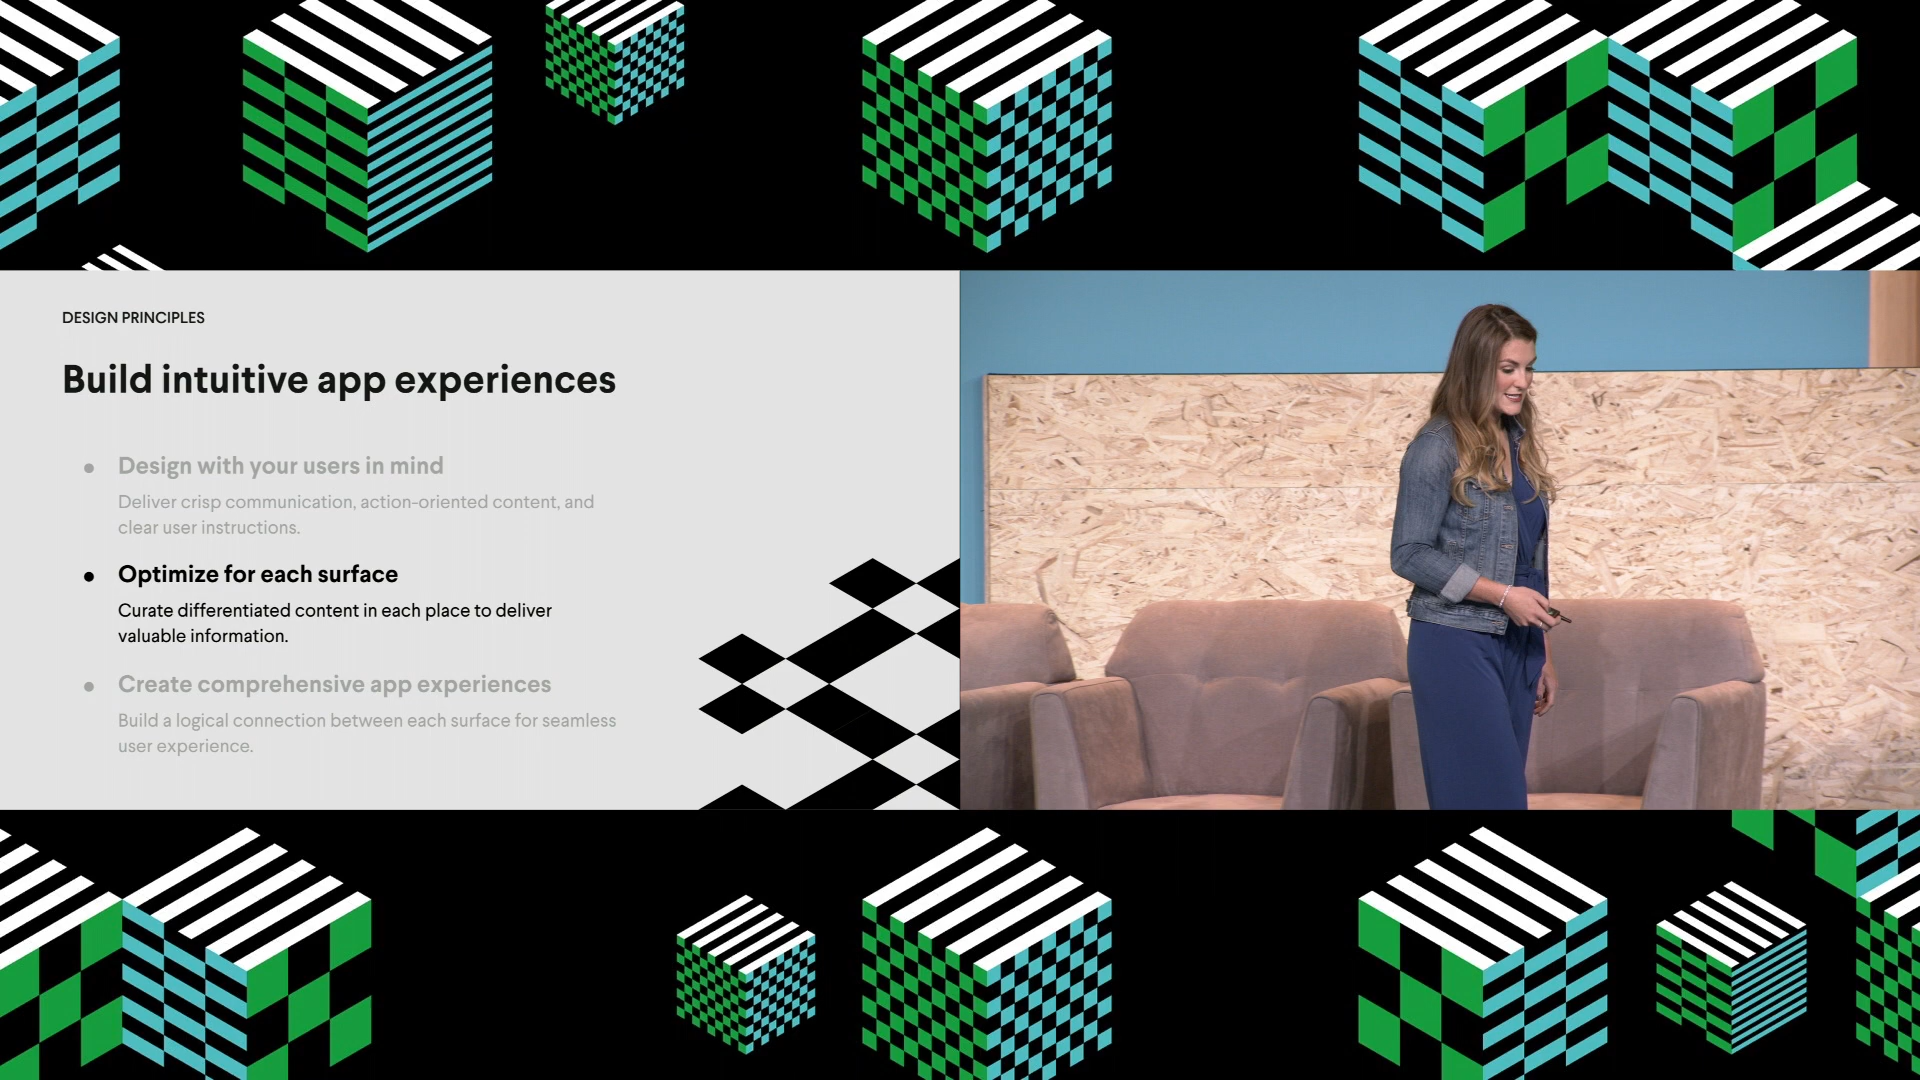 DESIGN PRINCIPLES
Build intuitive app experiences
Design with your users in mind
Deliver crisp communication, action-oriented content, and
clear user instructions.
Optimize for each surface
Curate differentiated content in each place to deliver
valuable information.
Create comprehensive app experiences
Build a logical connection between each surface for seamless
user experience.